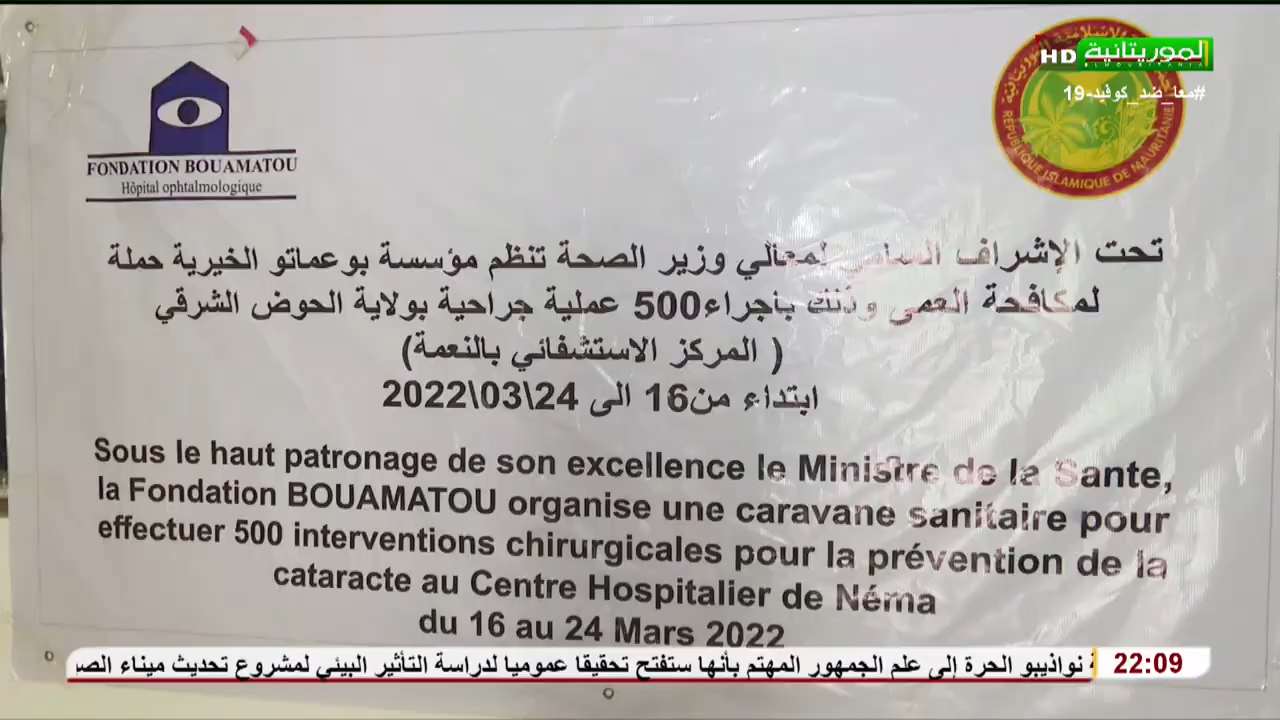 الموريتانية HD
#معا_ضد_كوفيد-19
FONDATION BOUAMATOU
Hôpital ophtalmologique
RÉPUBLIQUE ISLAMIQUE DE MAURITANIE
تحت الإشراف السامي لمعالي وزير الصحة تنظم مؤسسة بوعماتو الخيرية حملة
لمكافحة العمى وذلك بأجراء500 عملية جراحية بولاية الحوض الشرقي
( المركز الاستشفائي بالنعمة)
ابتداء من16 الى 24\03\2022
Sous le haut patronage de son excellence le Ministre de la Sante,
la Fondation BOUAMATOU organise une caravane sanitaire pour
effectuer 500 interventions chirurgicales pour la prévention de la
cataracte au Centre Hospitalier de Néma
du 16 au 24 Mars 2022
22:09
نواذيبو الحرة إلى علم الجمهور المهتم بأنها ستفتح تحقيقا عموميا لدراسة التأثير البيئي لمشروع تحديث ميناء